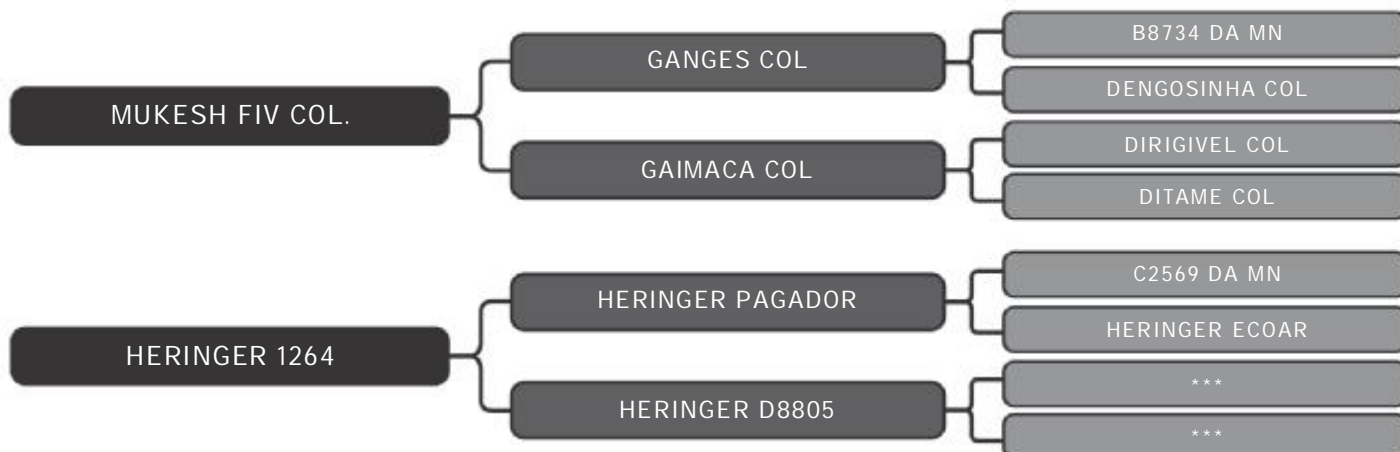 MUKESH FIV COL.
GANGES COL
B8734 DA MN
DENGOSINHA COL
GAIMACA COL
DIRIGIVEL COL
DITAME COL
HERINGER 1264
HERINGER PAGADOR
C2569 DA MN
HERINGER ECOAR
HERINGER D8805
***
***